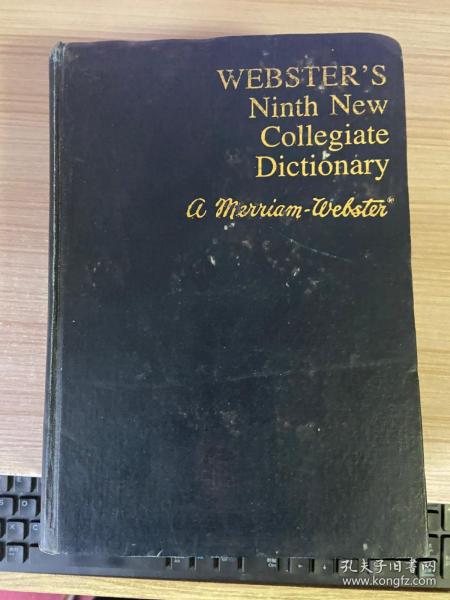 WEBSTER'S
Ninth New
Collegiate
Dictionary
a Merriam-Webster
孔夫子旧书网
www.kongfz.com